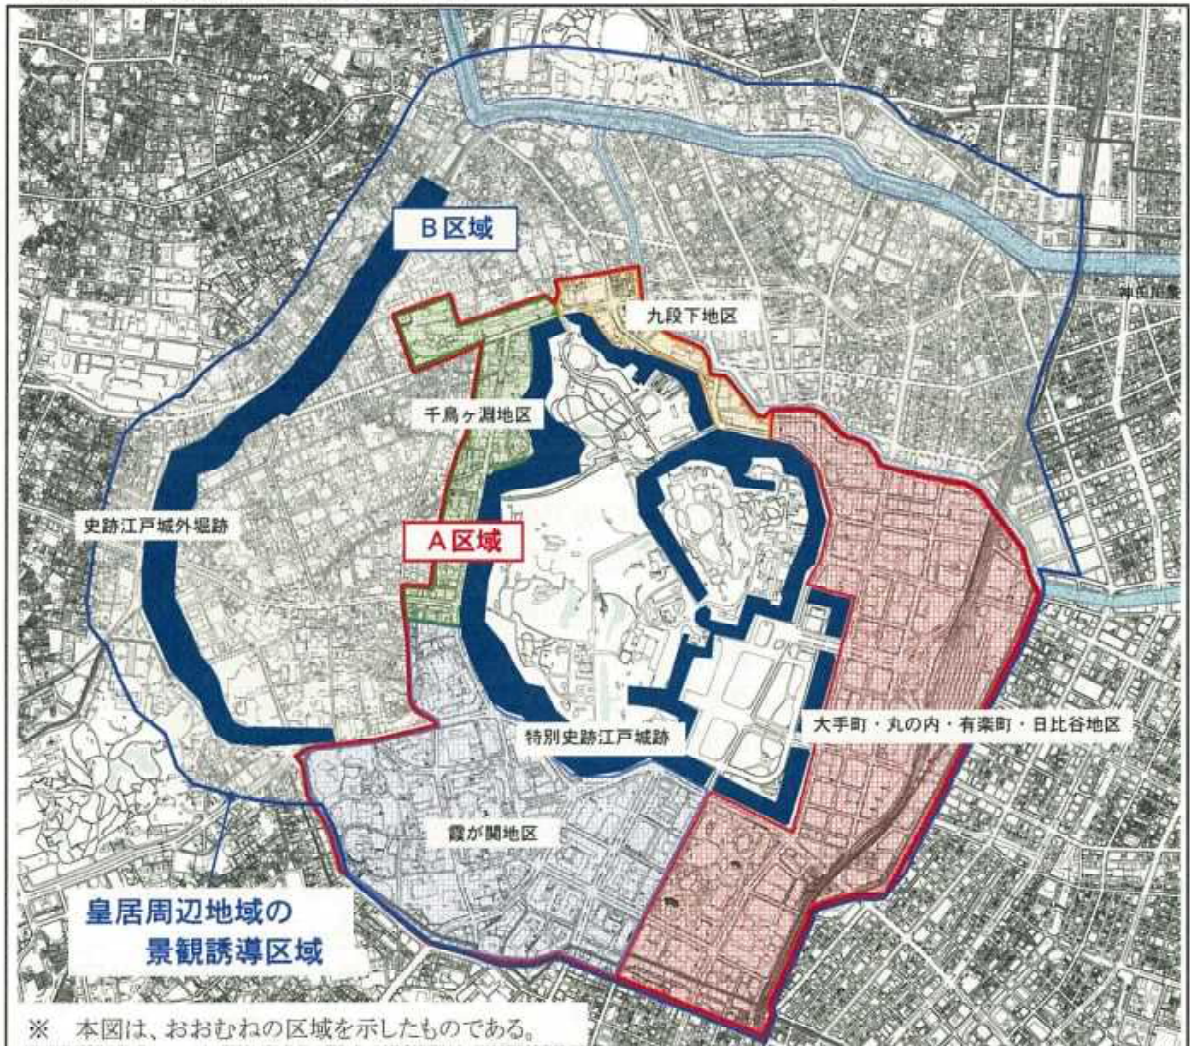 B区域
九段下地区
千鳥ヶ淵地区
史跡江戸城外堀跡
A区域
大手町・丸の内・有楽町・日比谷地区
特別史跡江戸城跡
霞が関地区
皇居周辺地域の
景観誘導区域
※ 本図は、おおむねの区域を示したものである。